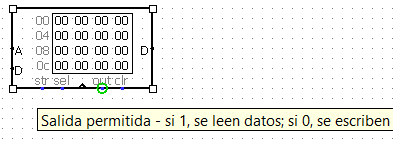 00 00 00 00 00
04 00 00 00 00
A 08 00 00 00 00 D
D 0c 00 00 00 00
str sel out clr
Salida permitida - si 1, se leen datos; si 0, se escriben